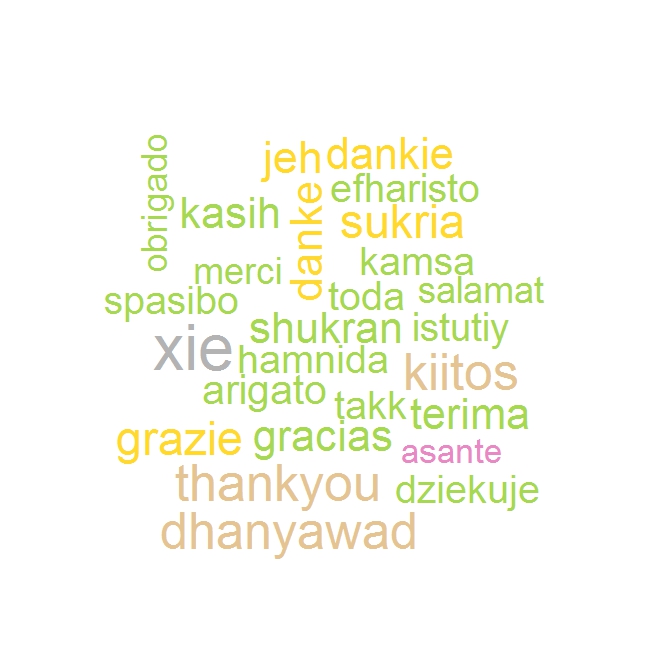 obrigado
jeh dankie
efharisto
kasih
danke
sukria
merci
kamsa
spasibo
toda
salamat
xie
shukran
istutiy
hamnida
kiitos
arigato
takk
terima
grazie
gracias
asante
thankyou
dziekuje
dhanyawad